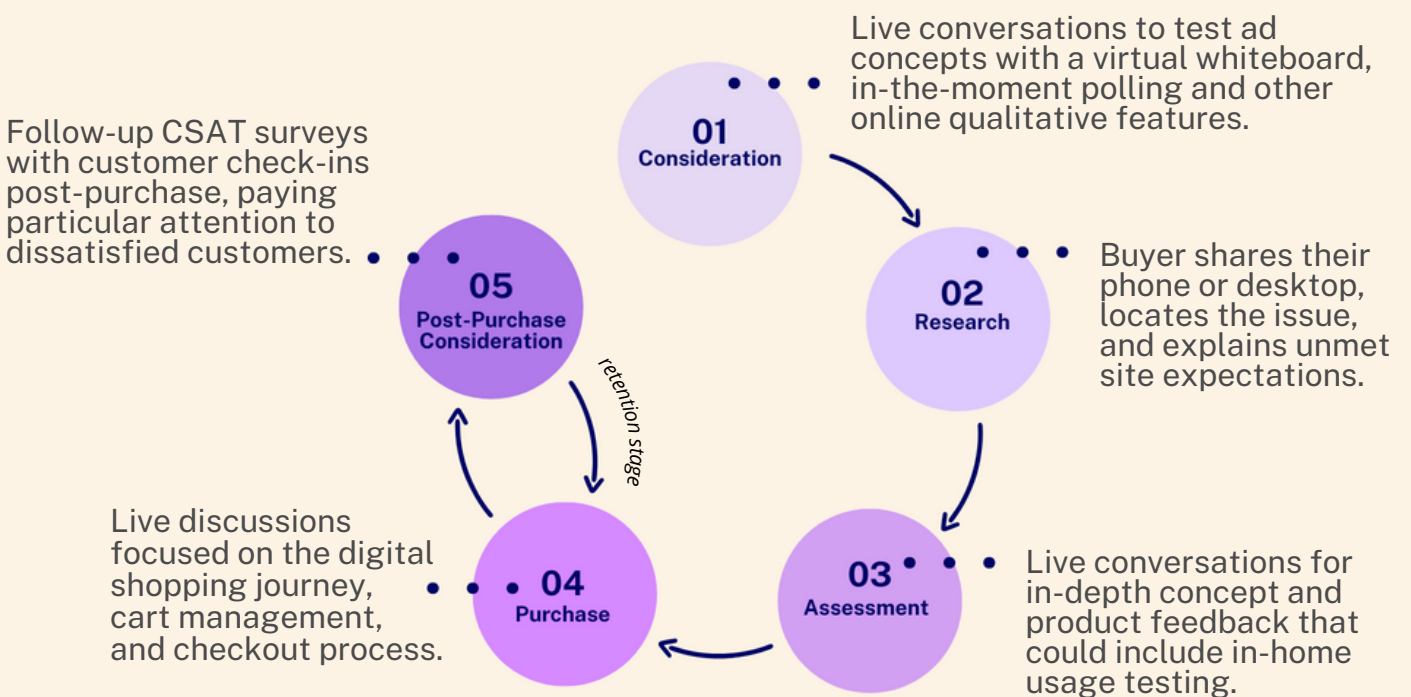 Live conversations to test ad
concepts with a virtual whiteboard,
in-the-moment polling and other
online qualitative features.
01
Consideration
Buyer shares their
phone or desktop,
locates the issue,
and explains unmet
site expectations.
02
Research
Live conversations for
in-depth concept and
product feedback that
could include in-home
usage testing.
03
Assessment
Live discussions
focused on the digital
shopping journey,
cart management,
and checkout process.
04
Purchase
Follow-up CSAT surveys
with customer check-ins
post-purchase, paying
particular attention to
dissatisfied customers.
05
Post-Purchase
Consideration
retention stage